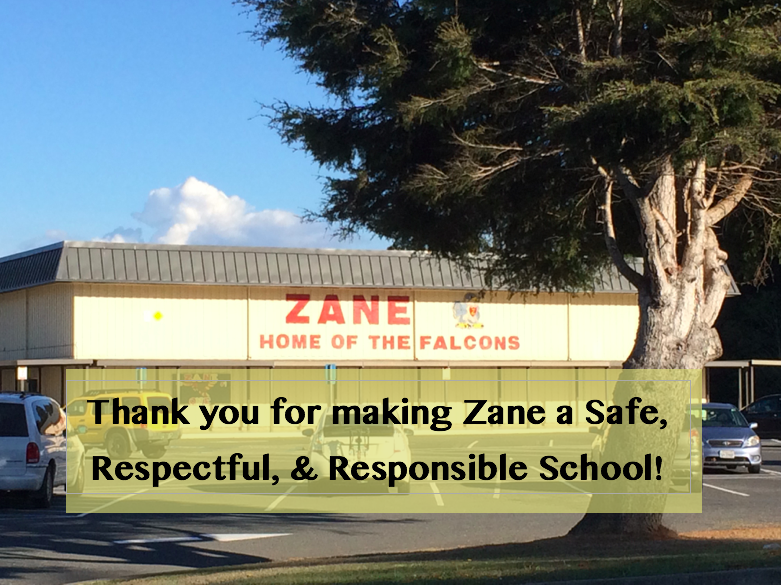 ZANE
HOME OF THE FALCONS
Thank you for making Zane a Safe,
Respectful, & Responsible School!